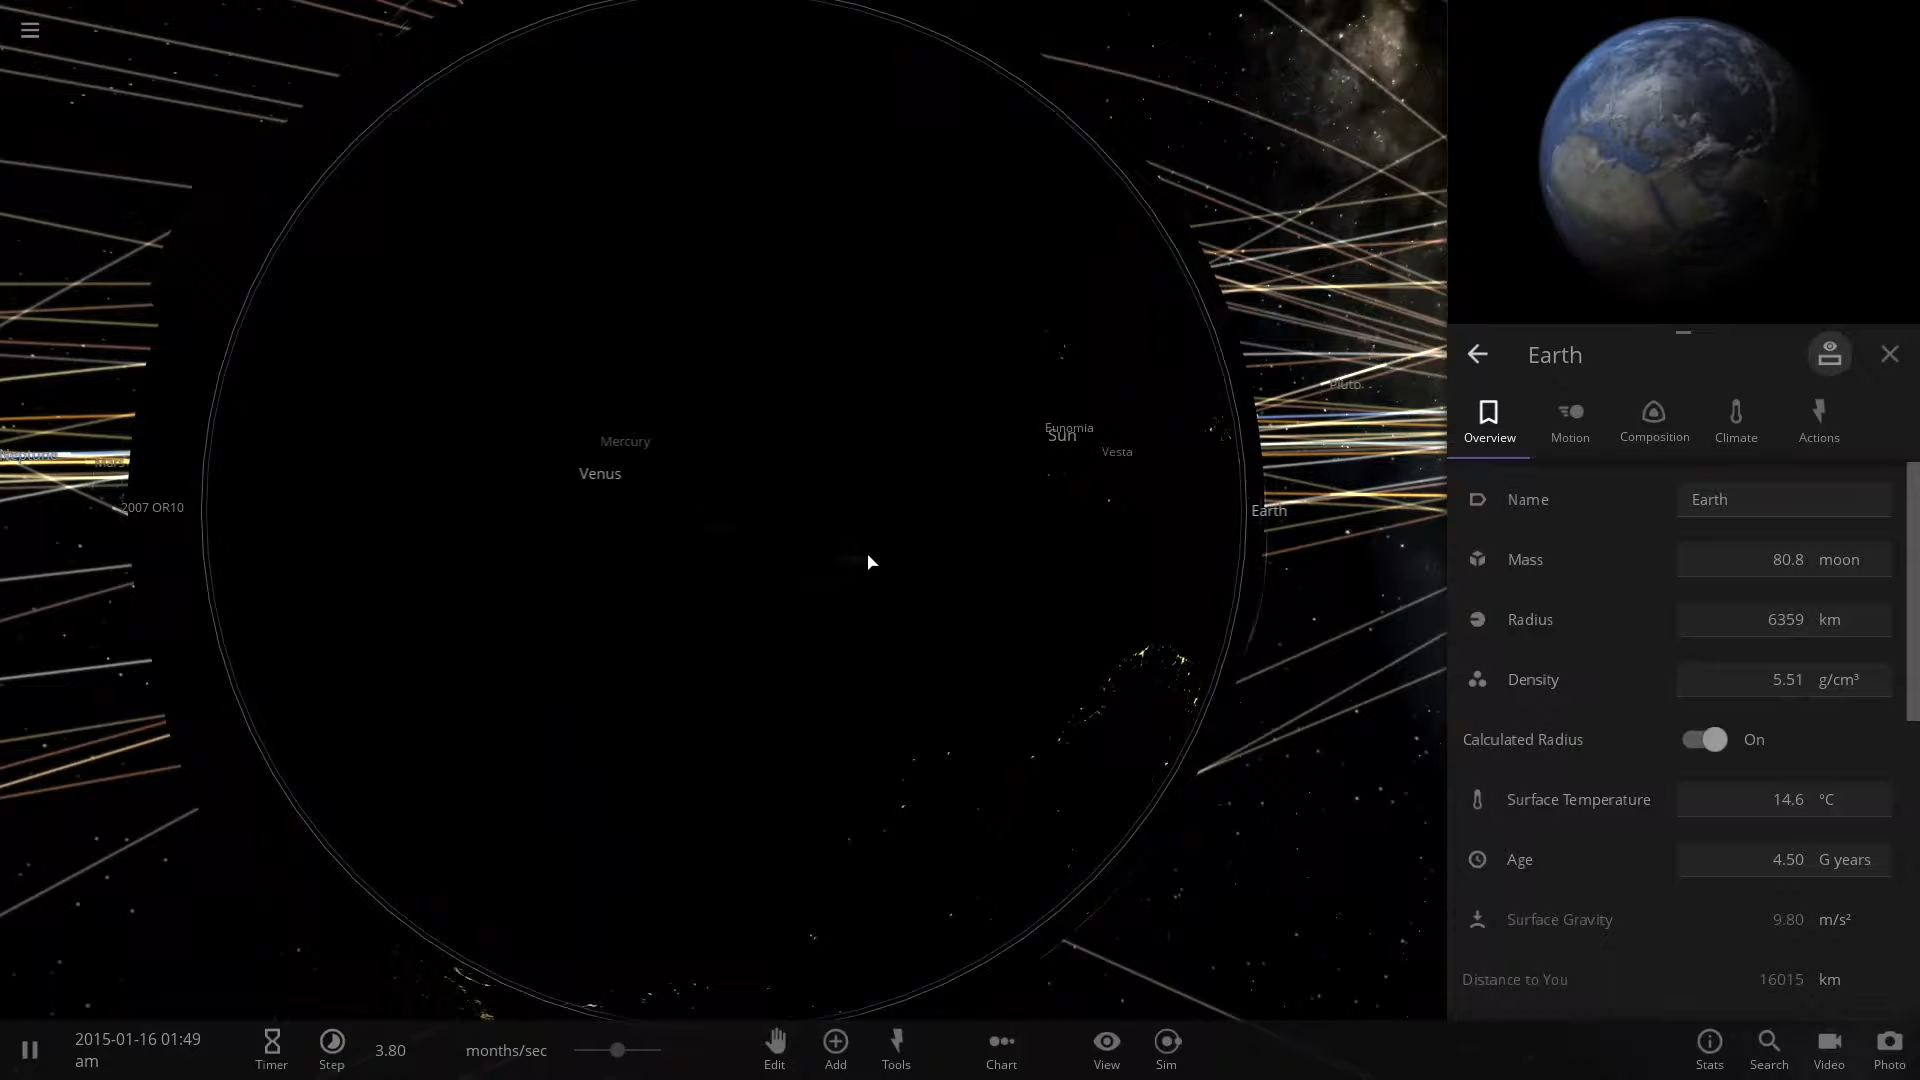 Mercury
Venus
Eunomia
Sun
Vesta
Pluto
Neptune
Mars
2007 OR10
Earth
Earth
Overview
Motion
Composition
Climate
Actions
Name
Earth
Mass
80.8 moon
Radius
6359 km
Density
5.51 g/cm³
Calculated Radius
On
Surface Temperature
14.6 °C
Age
4.50 G years
Surface Gravity
9.80 m/s²
Distance to You
16015 km
2015-01-16 01:49
am
Timer
Step
3.80 months/sec
Edit
Add
Tools
Chart
View
Sim
Stats
Search
Video
Photo